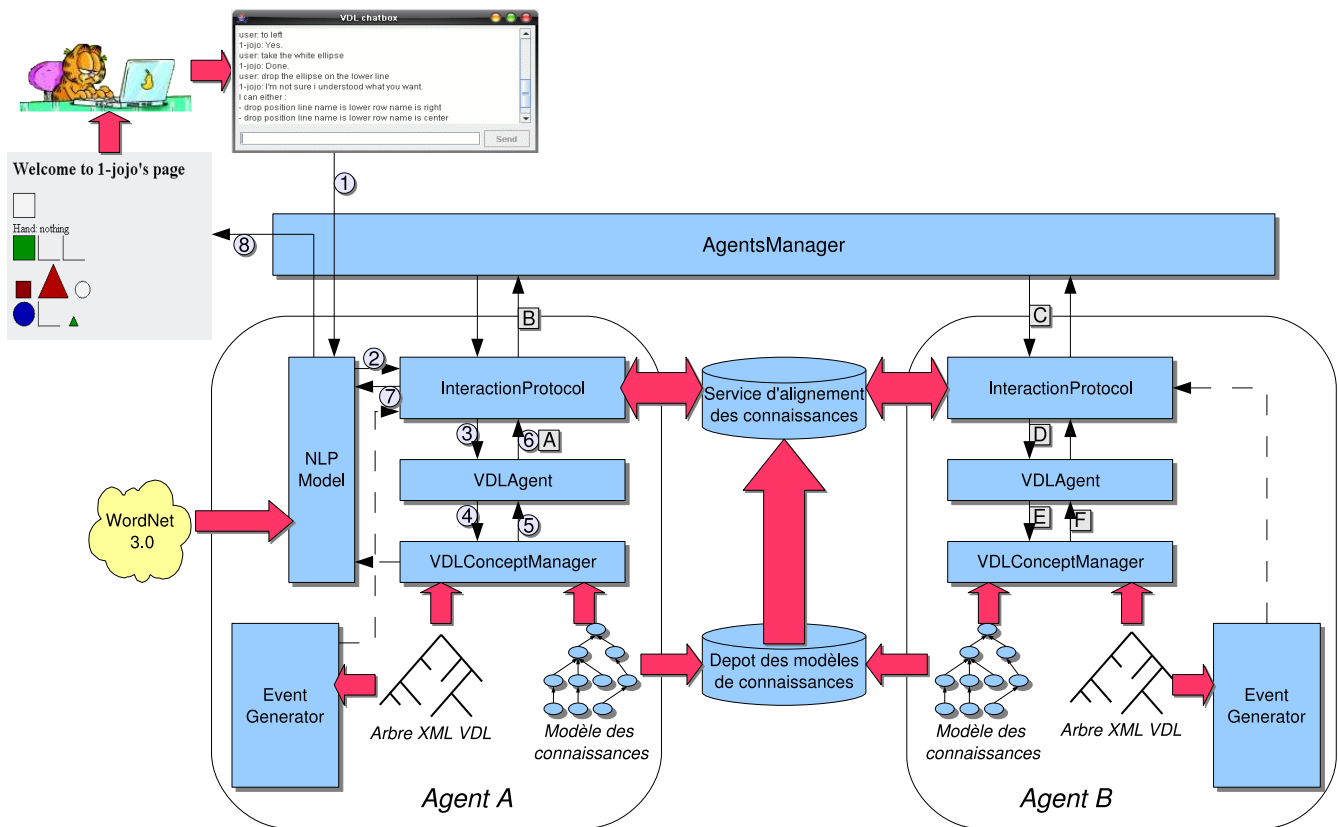 VDL chatbox
user: to left
1-jojo: Yes.
user: take the white ellipse
1-jojo: Done.
user: drop the ellipse on the lower line
1-jojo: I'm not sure i understood what you want.
I can either :
- drop position line name is lower row name is right
- drop position line name is lower row name is center
Send
Welcome to 1-jojo's page
Hand: nothing
1
8
AgentsManager
B
C
2
7
InteractionProtocol
Service d'alignement
des connaissances
InteractionProtocol
3
6
A
D
NLP
Model
VDLAgent
VDLAgent
4
5
E
F
WordNet
3.0
VDLConceptManager
VDLConceptManager
Event
Generator
Arbre XML VDL
Modèle des
connaissances
Depot des modèles
de connaissances
Modèle des
connaissances
Arbre XML VDL
Event
Generator
Agent A
Agent B